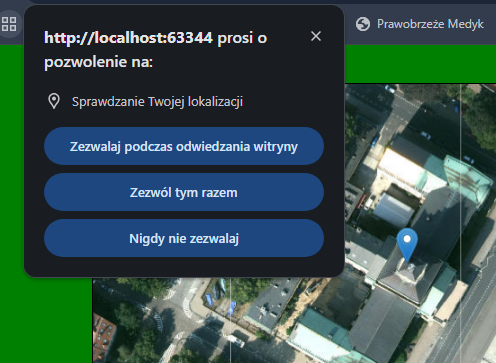 http://localhost:63344 prosi o
pozwolenie na:
Prawobrzeże Medyk
Sprawdzanie Twojej lokalizacji
Zezwalaj podczas odwiedzania witryny
Zezwól tym razem
Nigdy nie zezwalaj